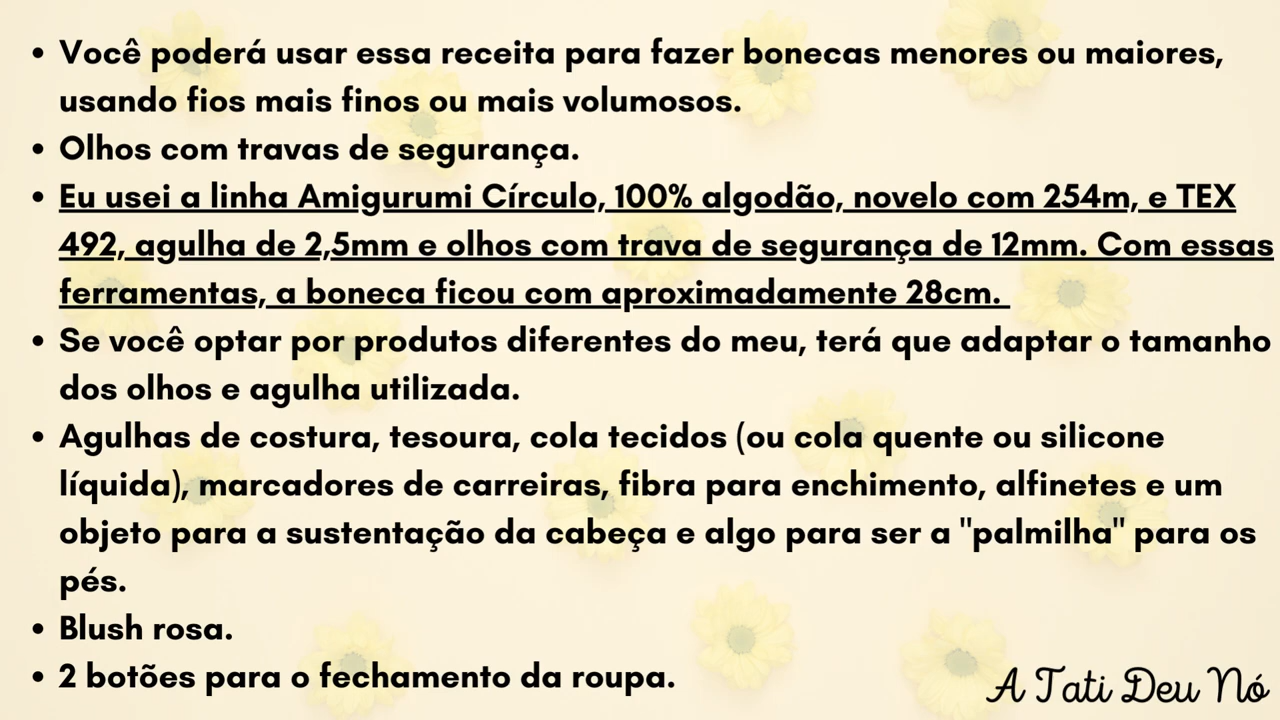 • Você poderá usar essa receita para fazer bonecas menores ou maiores,
usando fios mais finos ou mais volumosos.
• Olhos com travas de segurança.
• Eu usei a linha Amigurumi Círculo, 100% algodão, novelo com 254m, e TEX
492, agulha de 2,5mm e olhos com trava de segurança de 12mm. Com essas
ferramentas, a boneca ficou com aproximadamente 28cm.
• Se você optar por produtos diferentes do meu, terá que adaptar o tamanho
dos olhos e agulha utilizada.
• Agulhas de costura, tesoura, cola tecidos (ou cola quente ou silicone
líquida), marcadores de carreiras, fibra para enchimento, alfinetes e um
objeto para a sustentação da cabeça e algo para ser a "palmilha" para os
pés.
• Blush rosa.
• 2 botões para o fechamento da roupa.
A Tati Deu Nó